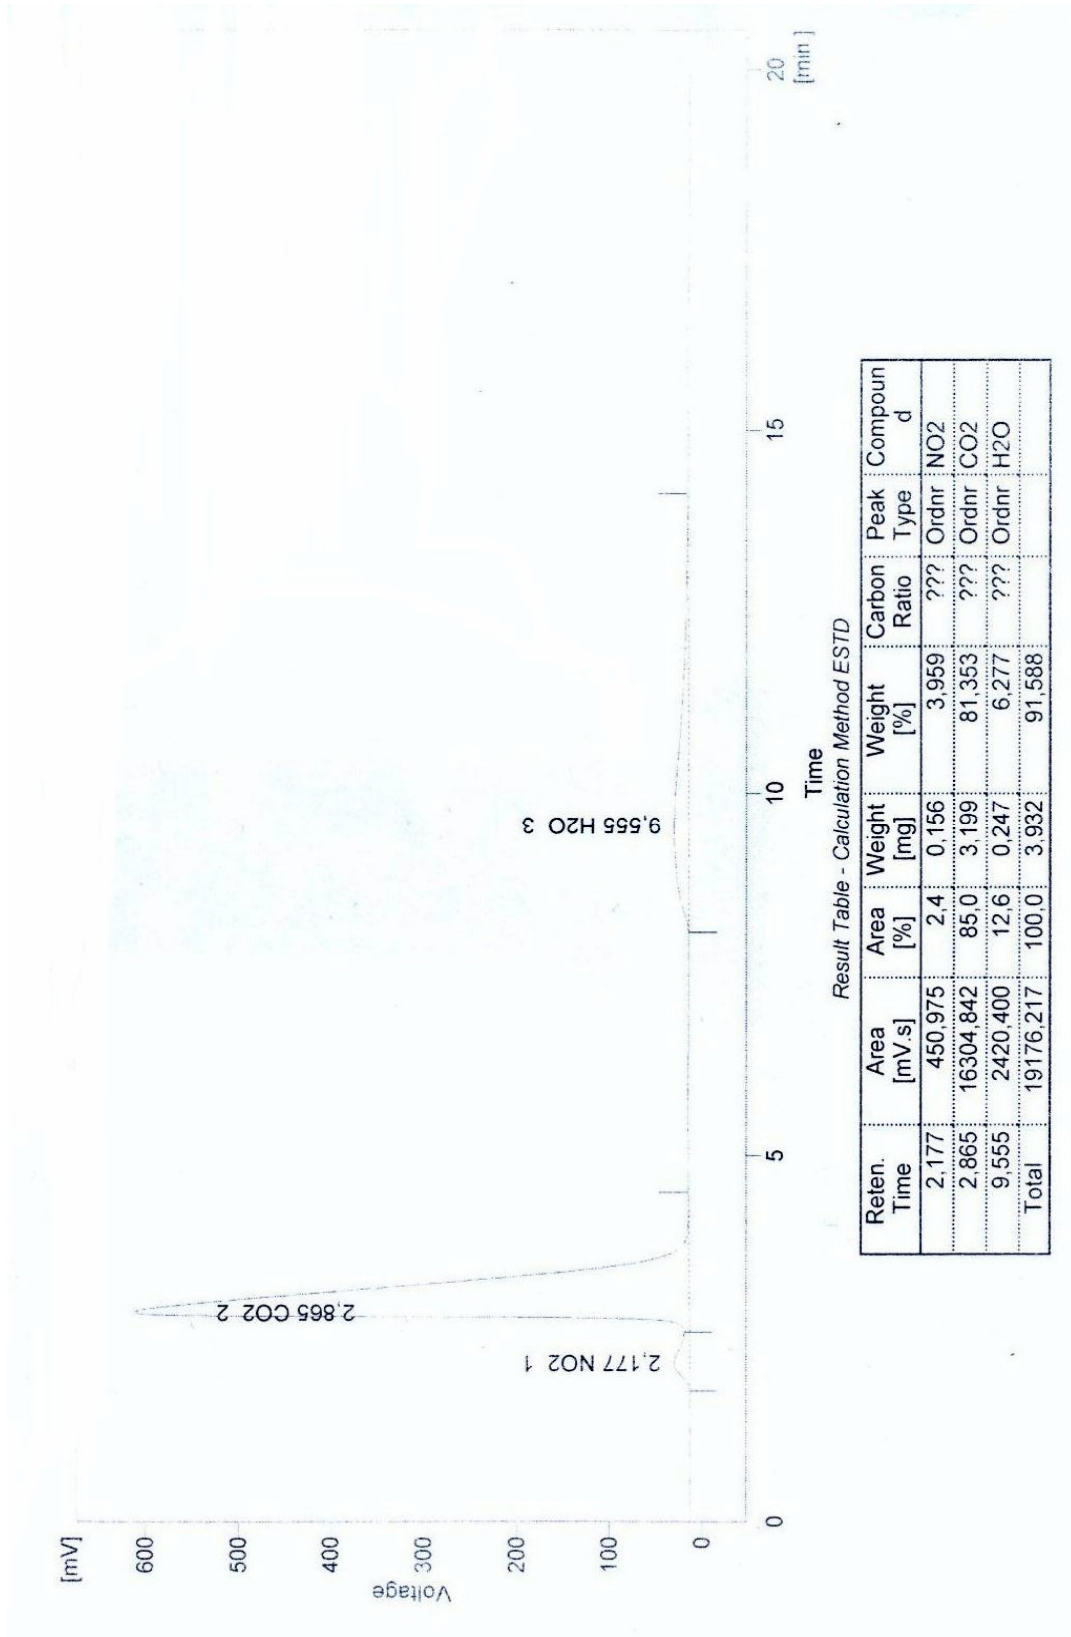 [mV]
600
500
400
300
200
100
0
Voltage
2,177 NO2 1
2,865 CO2 2
9,555 H2O 3
0
5
10
15
20
[min]
Time
Result Table - Calculation Method ESTD
Reten. Time Area [mV.s] Area [%] Weight [mg] Weight [%] Carbon Ratio Peak Type Compoun d
2,177 450,975 2,4 0,156 3,959 ??? Ordnr NO2
2,865 16304,842 85,0 3,199 81,353 ??? Ordnr CO2
9,555 2420,400 12,6 0,247 6,277 ??? Ordnr H2O
Total 19176,217 100,0 3,932 91,588